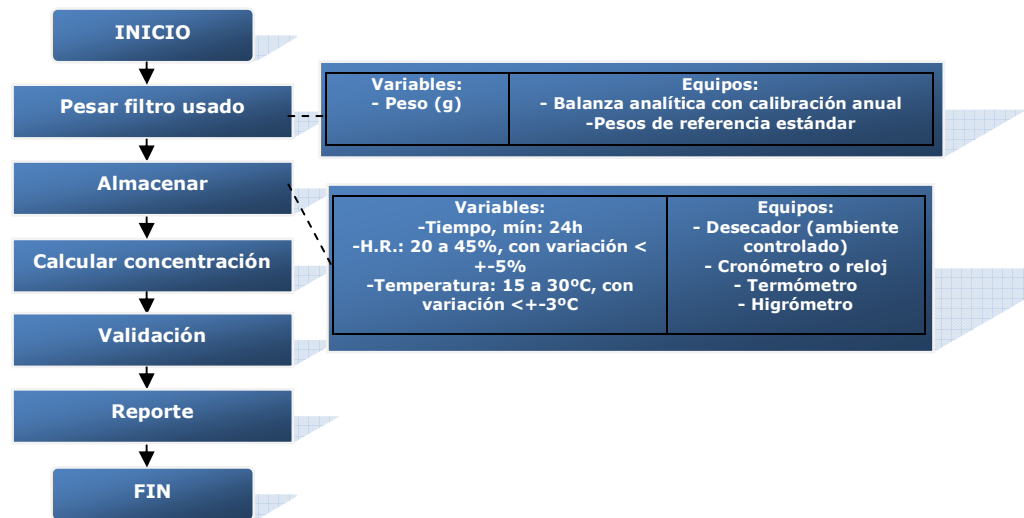 INICIO
Pesar filtro usado
Variables:
- Peso (g)
Equipos:
- Balanza analítica con calibración anual
-Pesos de referencia estándar
Almacenar
Variables:
-Tiempo, mín: 24h
-H.R.: 20 a 45%, con variación <
+-5%
-Temperatura: 15 a 30ºC, con
variación <+-3ºC
Equipos:
- Desecador (ambiente
controlado)
- Cronómetro o reloj
- Termómetro
- Higrómetro
Calcular concentración
Validación
Reporte
FIN